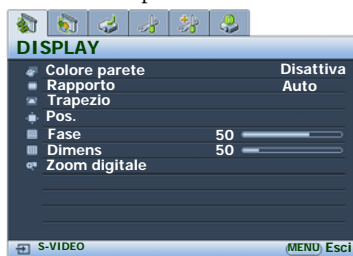 DISPLAY
Colore parete Disattiva
Rapporto Auto
Trapezio
Pos.
Fase 50
Dimens 50
Zoom digitale
S-VIDEO MENU Esci